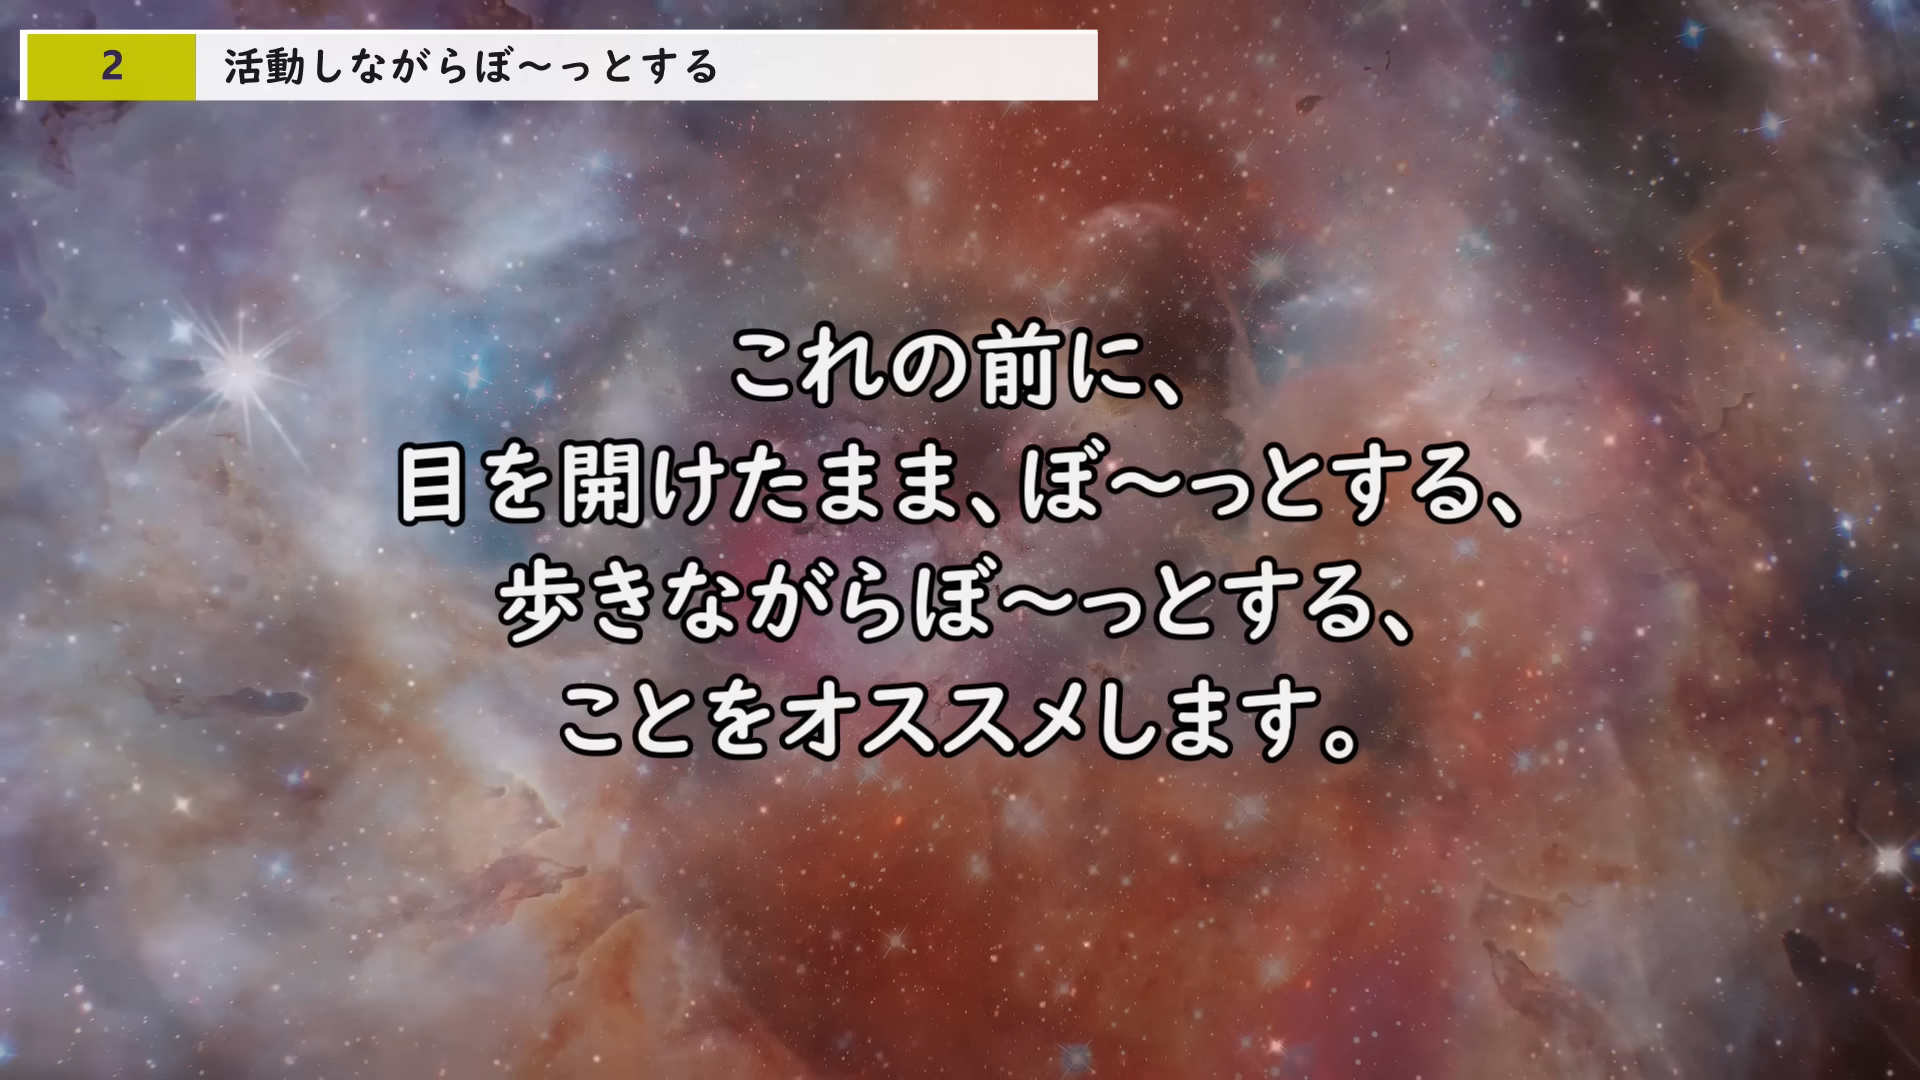 2
活動しながらぼ～っとする
これの前に、
目を開けたまま、ぼ～っとする、
歩きながらぼ～っとする、
ことをオススメします。